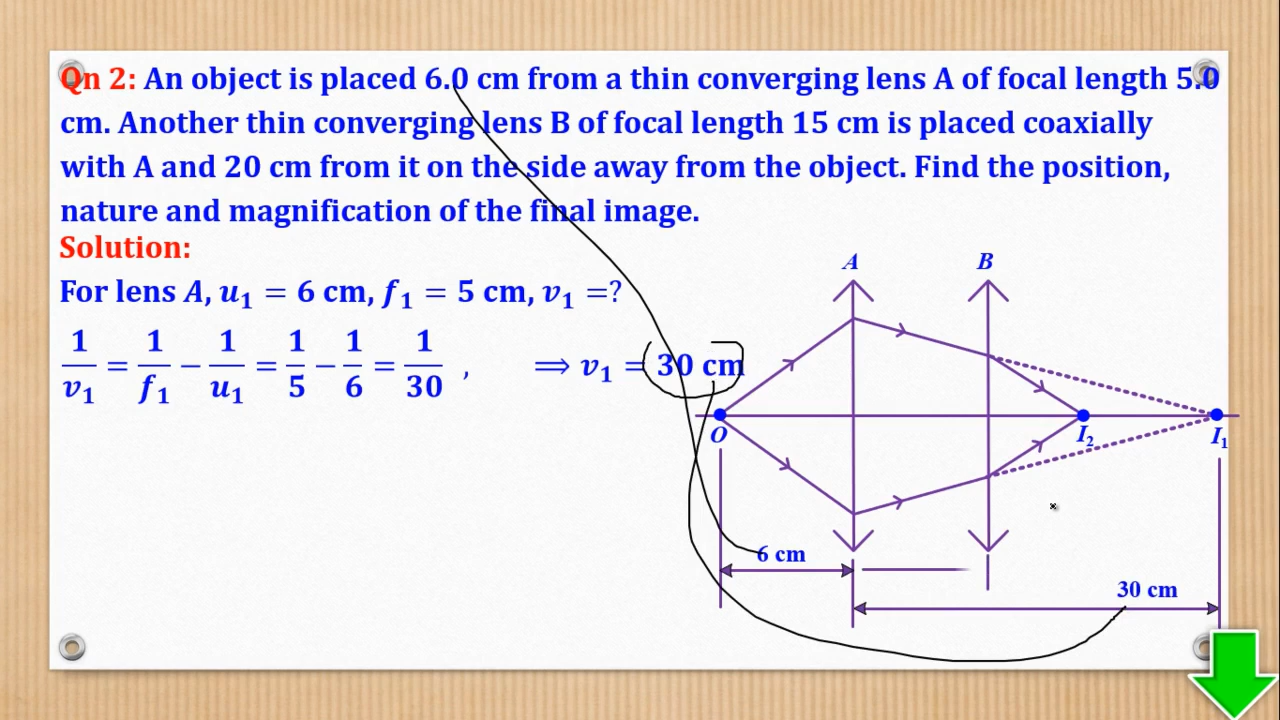 Qn 2: An object is placed 6.0 cm from a thin converging lens A of focal length 5.0
cm. Another thin converging lens B of focal length 15 cm is placed coaxially
with A and 20 cm from it on the side away from the object. Find the position,
nature and magnification of the final image.
Solution:
For lens A, u₁ = 6 cm, f₁ = 5 cm, v₁ =?
1/v₁ = 1/f₁ − 1/u₁ = 1/5 − 1/6 = 1/30 , ⟹ v₁ = 30 cm
A B
O I₂ I₁
6 cm
30 cm